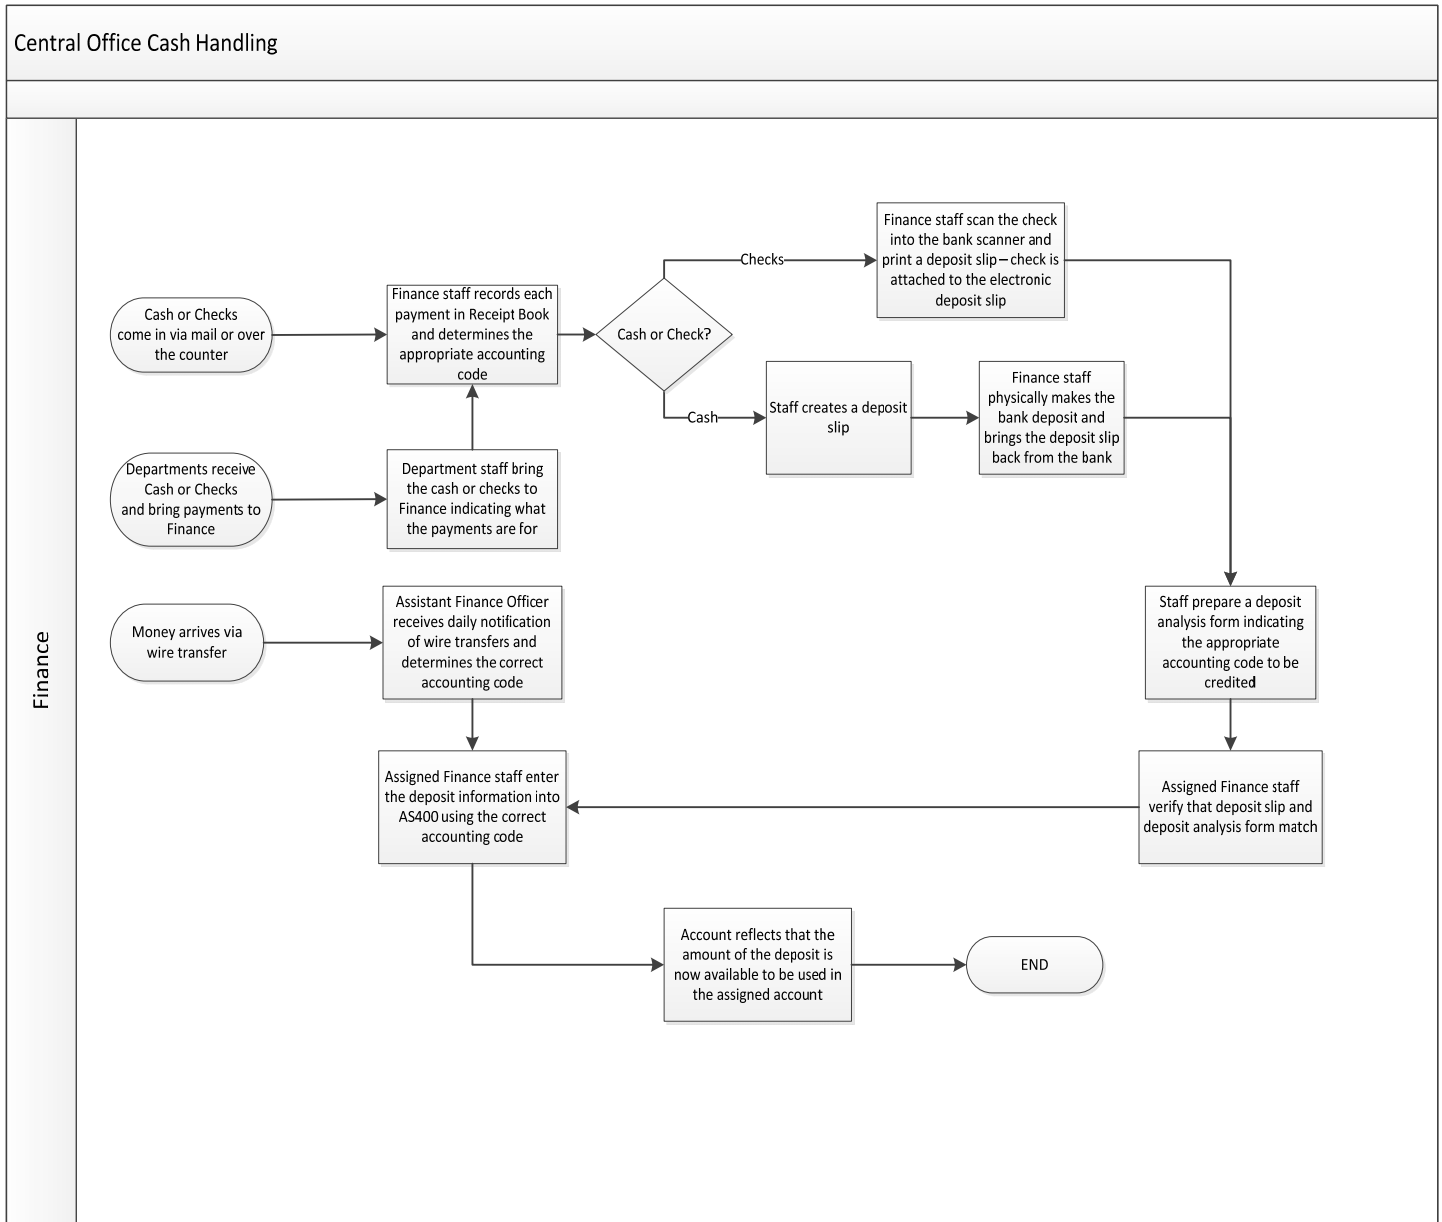 Central Office Cash Handling
Finance
Cash or Checks
come in via mail or over
the counter
Finance staff records each
payment in Receipt Book
and determines the
appropriate accounting
code
Cash or Check?
Checks
Finance staff scan the check
into the bank scanner and
print a deposit slip – check is
attached to the electronic
deposit slip
Cash
Staff creates a deposit
slip
Finance staff
physically makes the
bank deposit and
brings the deposit slip
back from the bank
Departments receive
Cash or Checks
and bring payments to
Finance
Department staff bring
the cash or checks to
Finance indicating what
the payments are for
Money arrives via
wire transfer
Assistant Finance Officer
receives daily notification
of wire transfers and
determines the correct
accounting code
Staff prepare a deposit
analysis form indicating
the appropriate
accounting code to be
credited
Assigned Finance staff enter
the deposit information into
AS400 using the correct
accounting code
Assigned Finance staff
verify that deposit slip and
deposit analysis form match
Account reflects that the
amount of the deposit is
now available to be used in
the assigned account
END